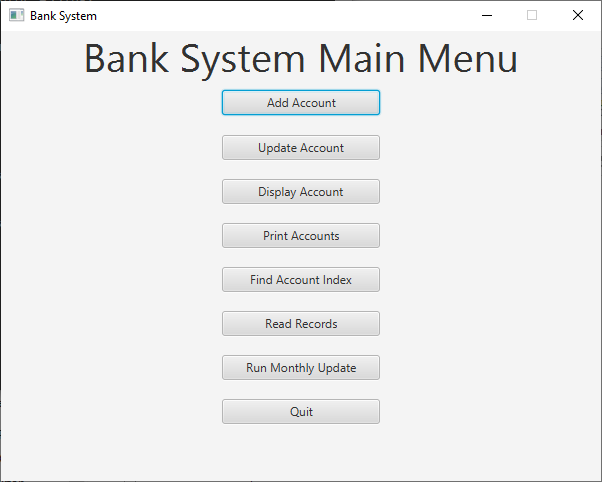 Bank System
Bank System Main Menu
Add Account
Update Account
Display Account
Print Accounts
Find Account Index
Read Records
Run Monthly Update
Quit